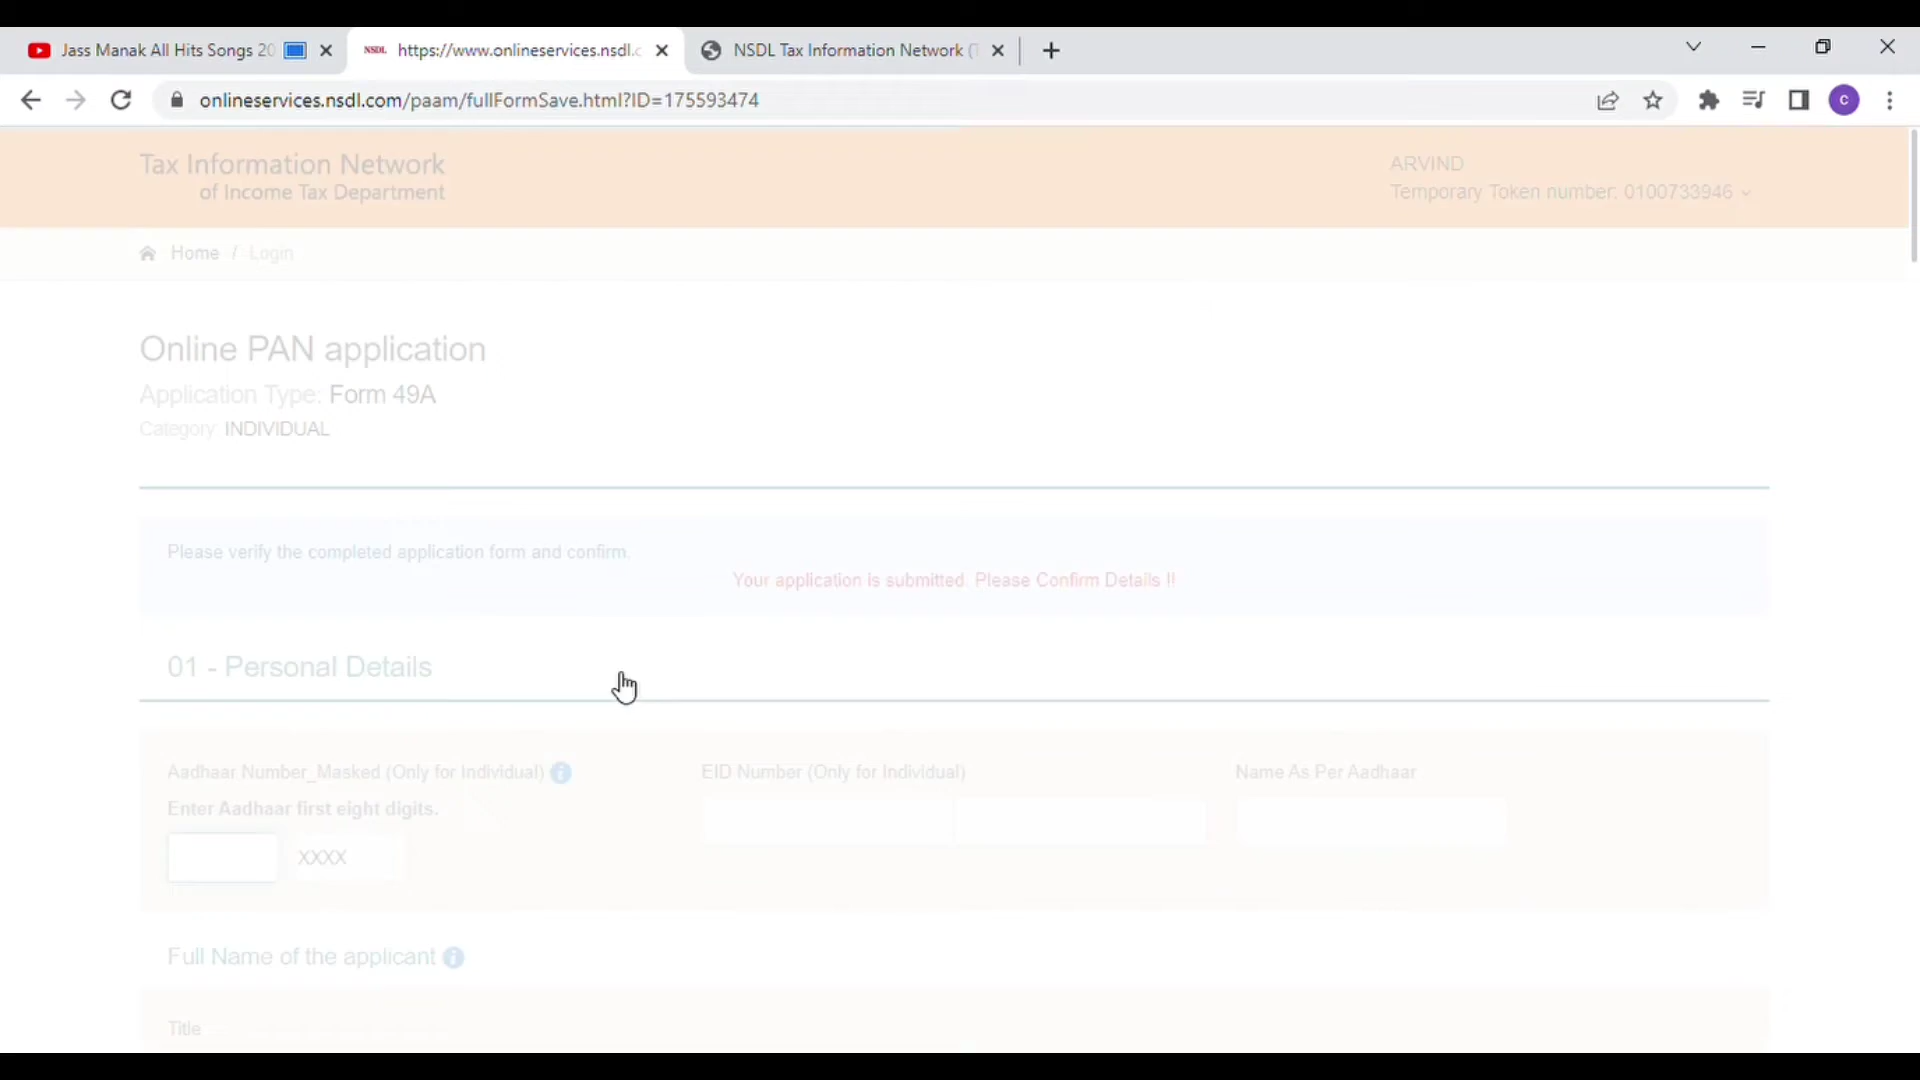 Jass Manak All Hits Songs 20
https://www.onlineservices.nsdl.c
NSDL Tax Information Network (T
onlineservices.nsdl.com/paam/fullFormSave.html?ID=175593474
c
Tax Information Network
of Income Tax Department
ARVIND
Temporary Token number: 0100733946
Home / Login
Online PAN application
Application Type: Form 49A
Category: INDIVIDUAL
Please verify the completed application form and confirm.
Your application is submitted. Please Confirm Details !!
01 - Personal Details
Aadhaar Number_Masked (Only for Individual)
EID Number (Only for Individual)
Name As Per Aadhaar
Enter Aadhaar first eight digits.
XXXX
Full Name of the applicant
Title